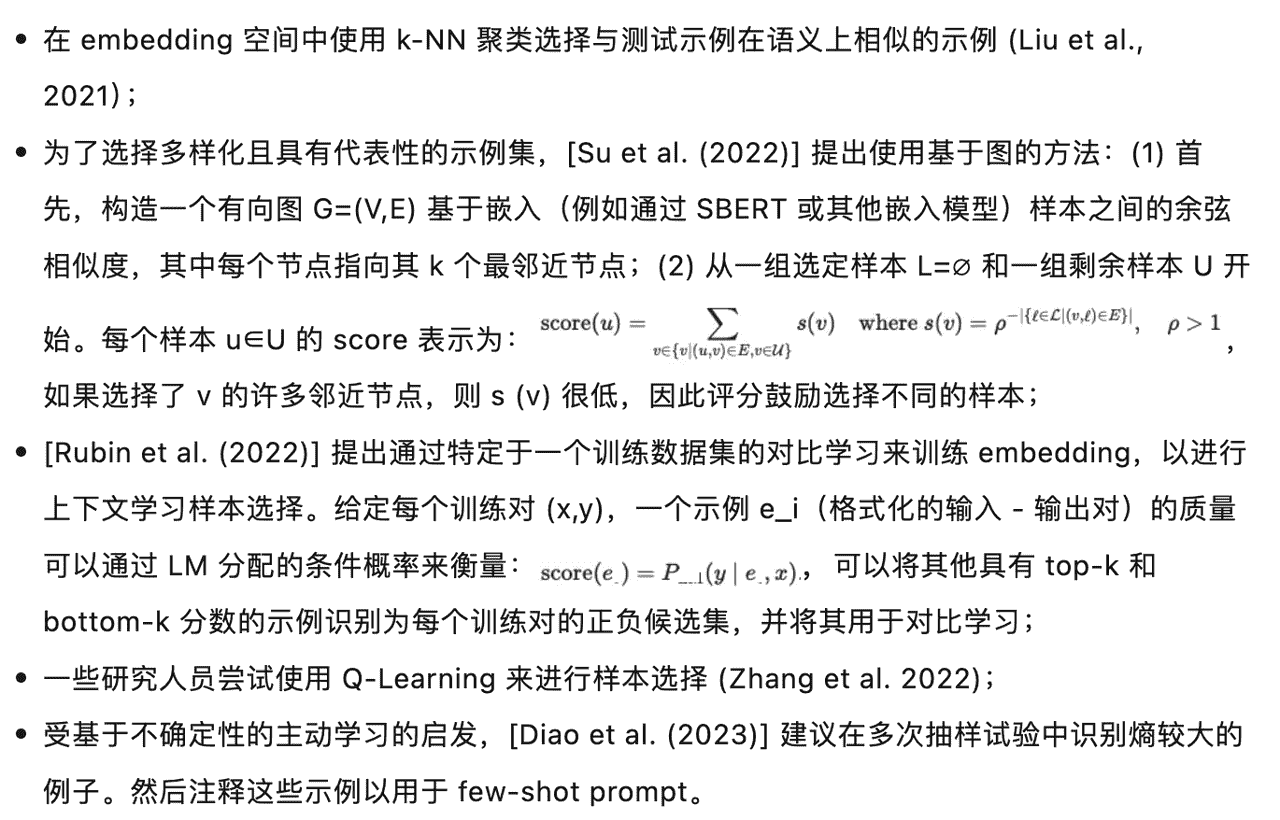 • 在 embedding 空间中使用 k-NN 聚类选择与测试示例在语义上相似的示例 (Liu et al.,
2021)；
• 为了选择多样化且具有代表性的示例集，[Su et al. (2022)] 提出使用基于图的方法：(1) 首
先，构造一个有向图 G=(V,E) 基于嵌入（例如通过 SBERT 或其他嵌入模型）样本之间的余弦
相似度，其中每个节点指向其 k 个最邻近节点；(2) 从一组选定样本 L=∅ 和一组剩余样本 U 开
始。每个样本 u∈U 的 score 表示为： score(u) = ∑_{v∈{v|(u,v)∈E,v∈𝒰}} s(v) where s(v) = ρ^{-|{ℓ∈ℒ|(v,ℓ)∈E}|}, ρ > 1 ，
如果选择了 v 的许多邻近节点，则 s (v) 很低，因此评分鼓励选择不同的样本；
• [Rubin et al. (2022)] 提出通过特定于一个训练数据集的对比学习来训练 embedding，以进行
上下文学习样本选择。给定每个训练对 (x,y)，一个示例 e_i（格式化的输入 - 输出对）的质量
可以通过 LM 分配的条件概率来衡量： score(e ) = P (y | e , x) ，可以将其他具有 top-k 和
bottom-k 分数的示例识别为每个训练对的正负候选集，并将其用于对比学习；
• 一些研究人员尝试使用 Q-Learning 来进行样本选择 (Zhang et al. 2022)；
• 受基于不确定性的主动学习的启发，[Diao et al. (2023)] 建议在多次抽样试验中识别熵较大的
例子。然后注释这些示例以用于 few-shot prompt。